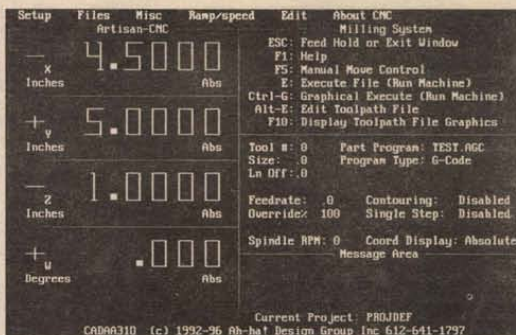 Setup Files Misc Ramp/speed Edit About CNC
Artisan-CNC
- X 4.5000
Inches Abs
+ y 5.0000
Inches Abs
- Z 1.0000
Inches Abs
+ u .000
Degrees Abs
Milling System
ESC: Feed Hold or Exit Window
F1: Help
F5: Manual Move Control
E: Execute File (Run Machine)
Ctrl-G: Graphical Execute (Run Machine)
Alt-E: Edit Toolpath File
F10: Display Toolpath File Graphics
Tool #: 0 Part Program: TEST.AGC
Size: .0 Program Type: G-Code
Ln Off: .0
Feedrate: .0 Contouring: Disabled
Override% 100 Single Step: Disabled
Spindle RPM: 0 Coord Display: Absolute
Message Area
Current Project: PROJDEF
CADAA310 (c) 1992-96 Ah-ha! Design Group Inc 612-641-1797